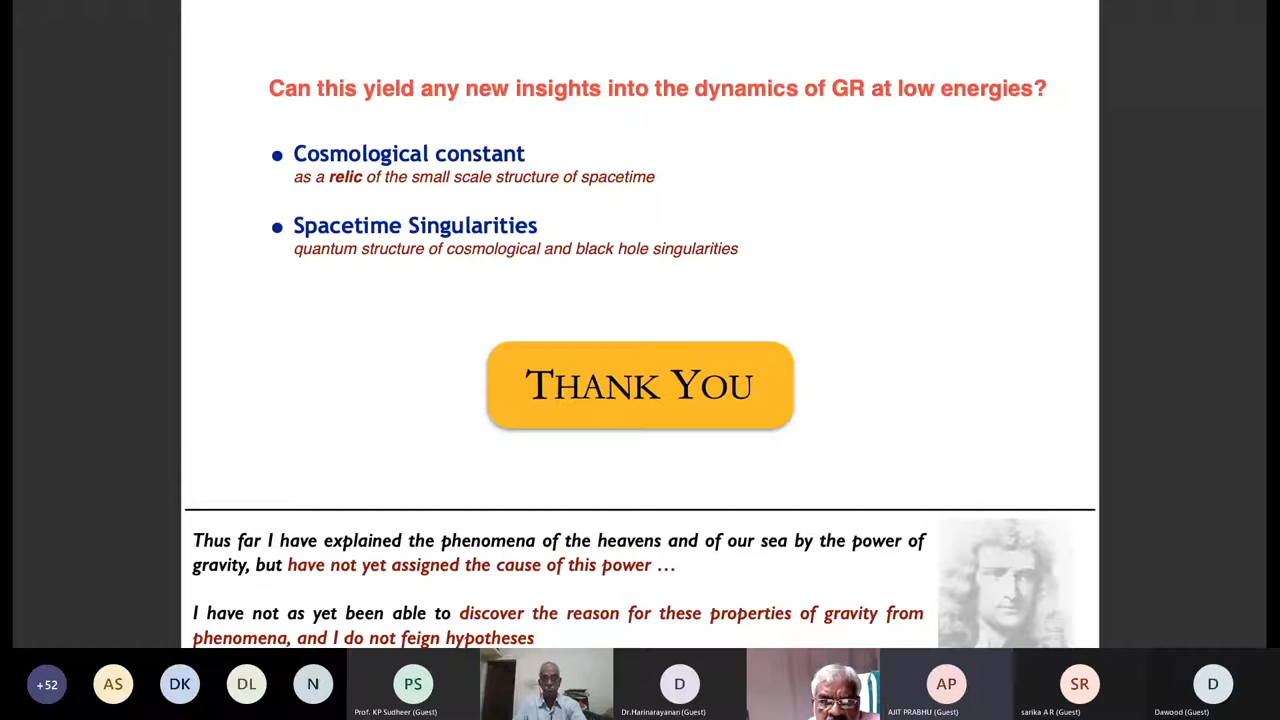 Can this yield any new insights into the dynamics of GR at low energies?
• Cosmological constant
as a relic of the small scale structure of spacetime
• Spacetime Singularities
quantum structure of cosmological and black hole singularities
THANK YOU
Thus far I have explained the phenomena of the heavens and of our sea by the power of
gravity, but have not yet assigned the cause of this power …
I have not as yet been able to discover the reason for these properties of gravity from
phenomena, and I do not feign hypotheses
+52 AS DK DL N PS D AP SR D
Prof. KP Sudheer (Guest) Dr.Harinarayanan (Guest) AJIT PRABHU (Guest) sarika A R (Guest) Dawood (Guest)